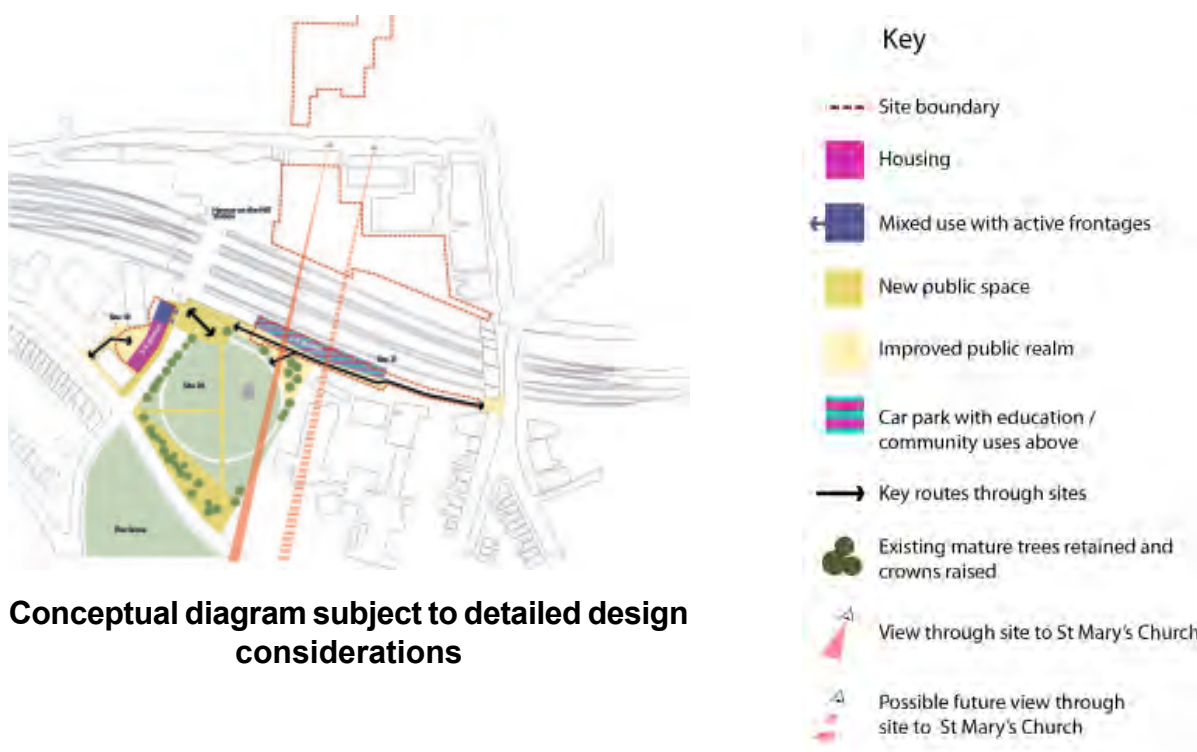 Key
Site boundary
Housing
Mixed use with active frontages
New public space
Improved public realm
Car park with education /
community uses above
Key routes through sites
Existing mature trees retained and
crowns raised
View through site to St Mary's Church
Possible future view through
site to St Mary's Church
Conceptual diagram subject to detailed design
considerations